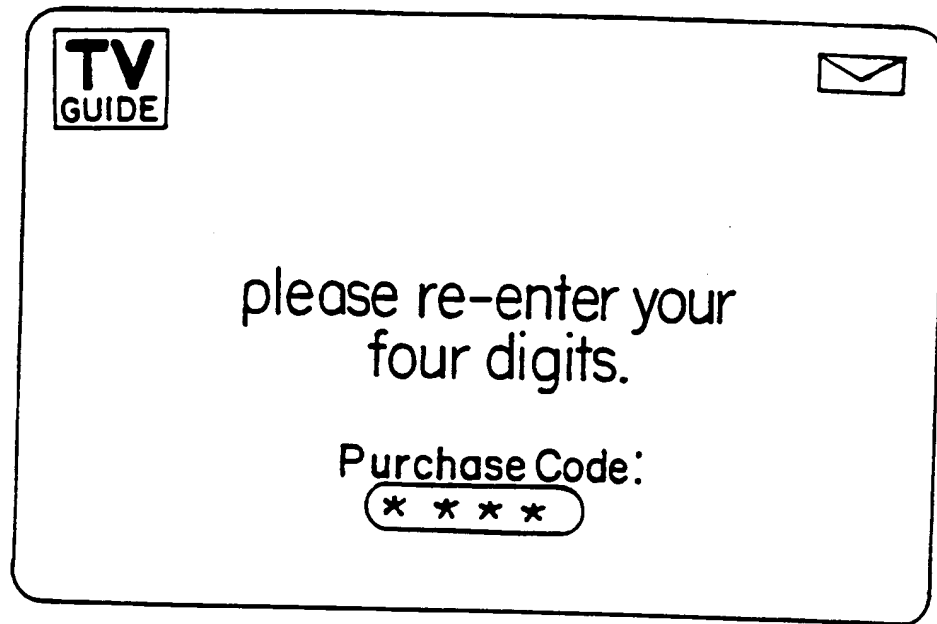 TV
GUIDE
please re-enter your
four digits.
Purchase Code:
* * * *